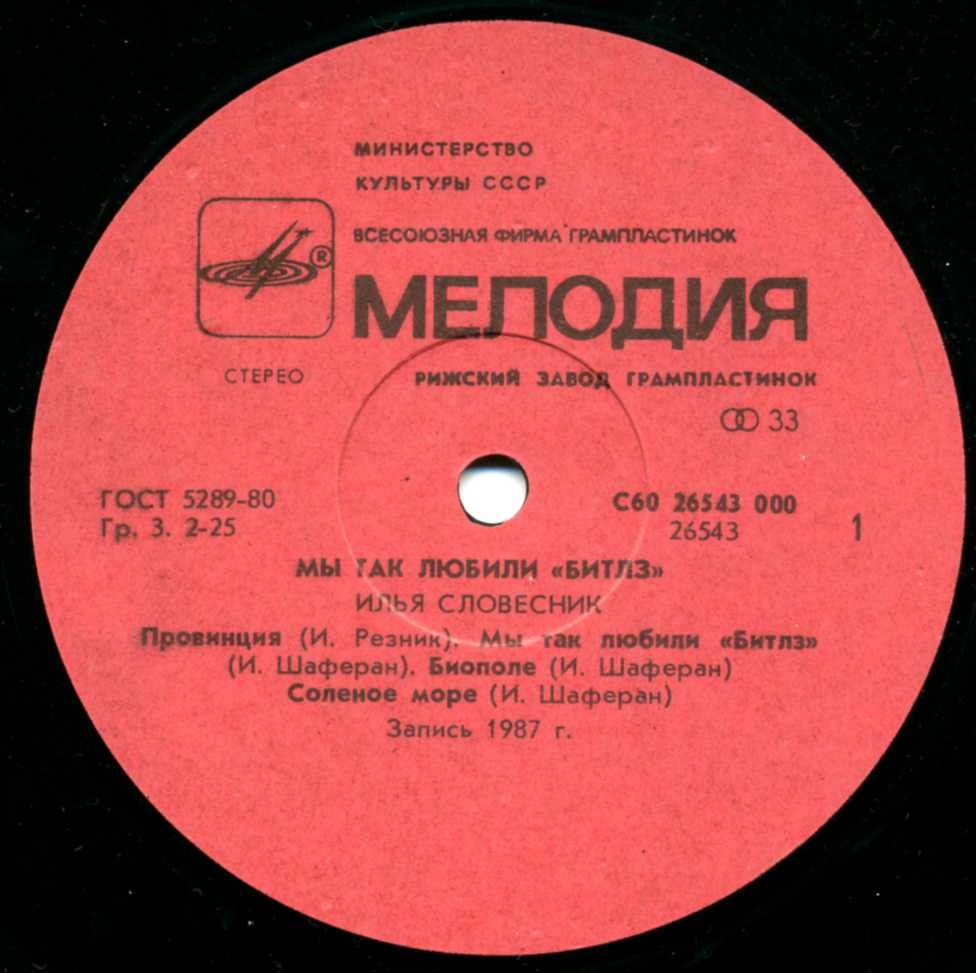 МИНИСТЕРСТВО
КУЛЬТУРЫ СССР
ВСЕСОЮЗНАЯ ФИРМА ГРАМПЛАСТИНОК
®
МЕЛОДИЯ
СТЕРЕО
РИЖСКИЙ ЗАВОД ГРАМПЛАСТИНОК
33
ГОСТ 5289-80
Гр. 3. 2-25
С60 26543 000
26543
1
МЫ ТАК ЛЮБИЛИ «БИТЛЗ»
ИЛЬЯ СЛОВЕСНИК
Провинция (И. Резник). Мы так любили «Битлз»
(И. Шаферан). Биополе (И. Шаферан)
Соленое море (И. Шаферан)
Запись 1987 г.